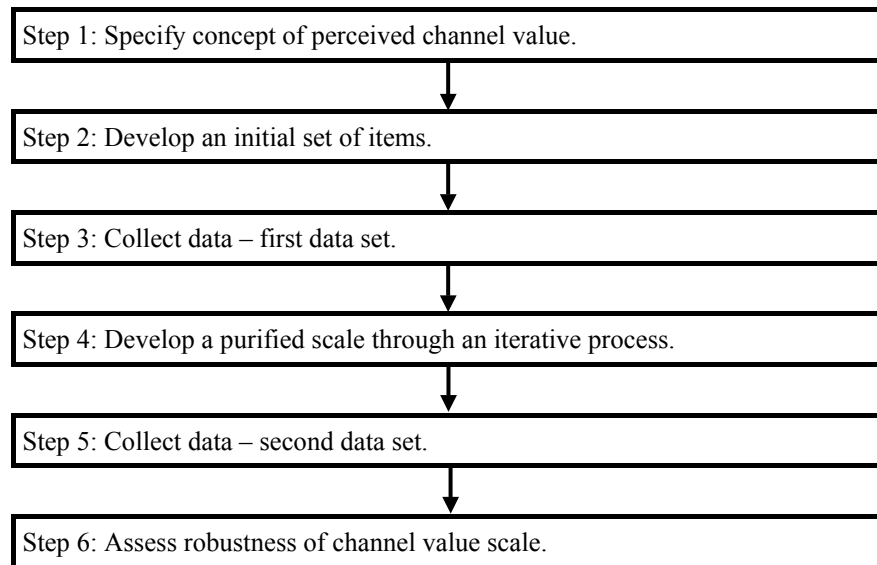 Step 1: Specify concept of perceived channel value.
Step 2: Develop an initial set of items.
Step 3: Collect data – first data set.
Step 4: Develop a purified scale through an iterative process.
Step 5: Collect data – second data set.
Step 6: Assess robustness of channel value scale.